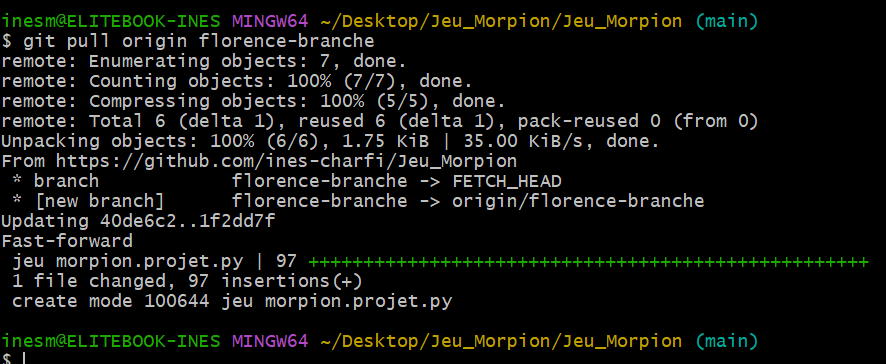 inesm@ELITEBOOK-INES MINGW64 ~/Desktop/Jeu_Morpion/Jeu_Morpion (main)
$ git pull origin florence-branche
remote: Enumerating objects: 7, done.
remote: Counting objects: 100% (7/7), done.
remote: Compressing objects: 100% (5/5), done.
remote: Total 6 (delta 1), reused 6 (delta 1), pack-reused 0 (from 0)
Unpacking objects: 100% (6/6), 1.75 KiB | 35.00 KiB/s, done.
From https://github.com/ines-charfi/Jeu_Morpion
 * branch            florence-branche -> FETCH_HEAD
 * [new branch]      florence-branche -> origin/florence-branche
Updating 40de6c2..1f2dd7f
Fast-forward
 jeu morpion.projet.py | 97 +++++++++++++++++++++++++++++++++++++++++++++++++++
 1 file changed, 97 insertions(+)
 create mode 100644 jeu morpion.projet.py
inesm@ELITEBOOK-INES MINGW64 ~/Desktop/Jeu_Morpion/Jeu_Morpion (main)
$